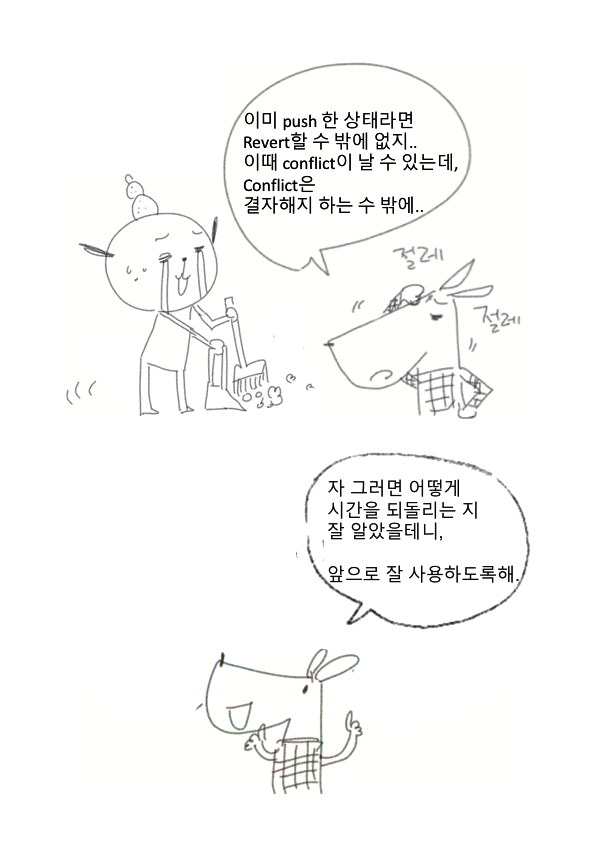 이미 push 한 상태라면
Revert할 수 밖에 없지..
이때 conflict이 날 수 있는데,
Conflict은
결자해지 하는 수 밖에..
절레
절레
자 그러면 어떻게
시간을 되돌리는 지
잘 알았을테니,
앞으로 잘 사용하도록해.